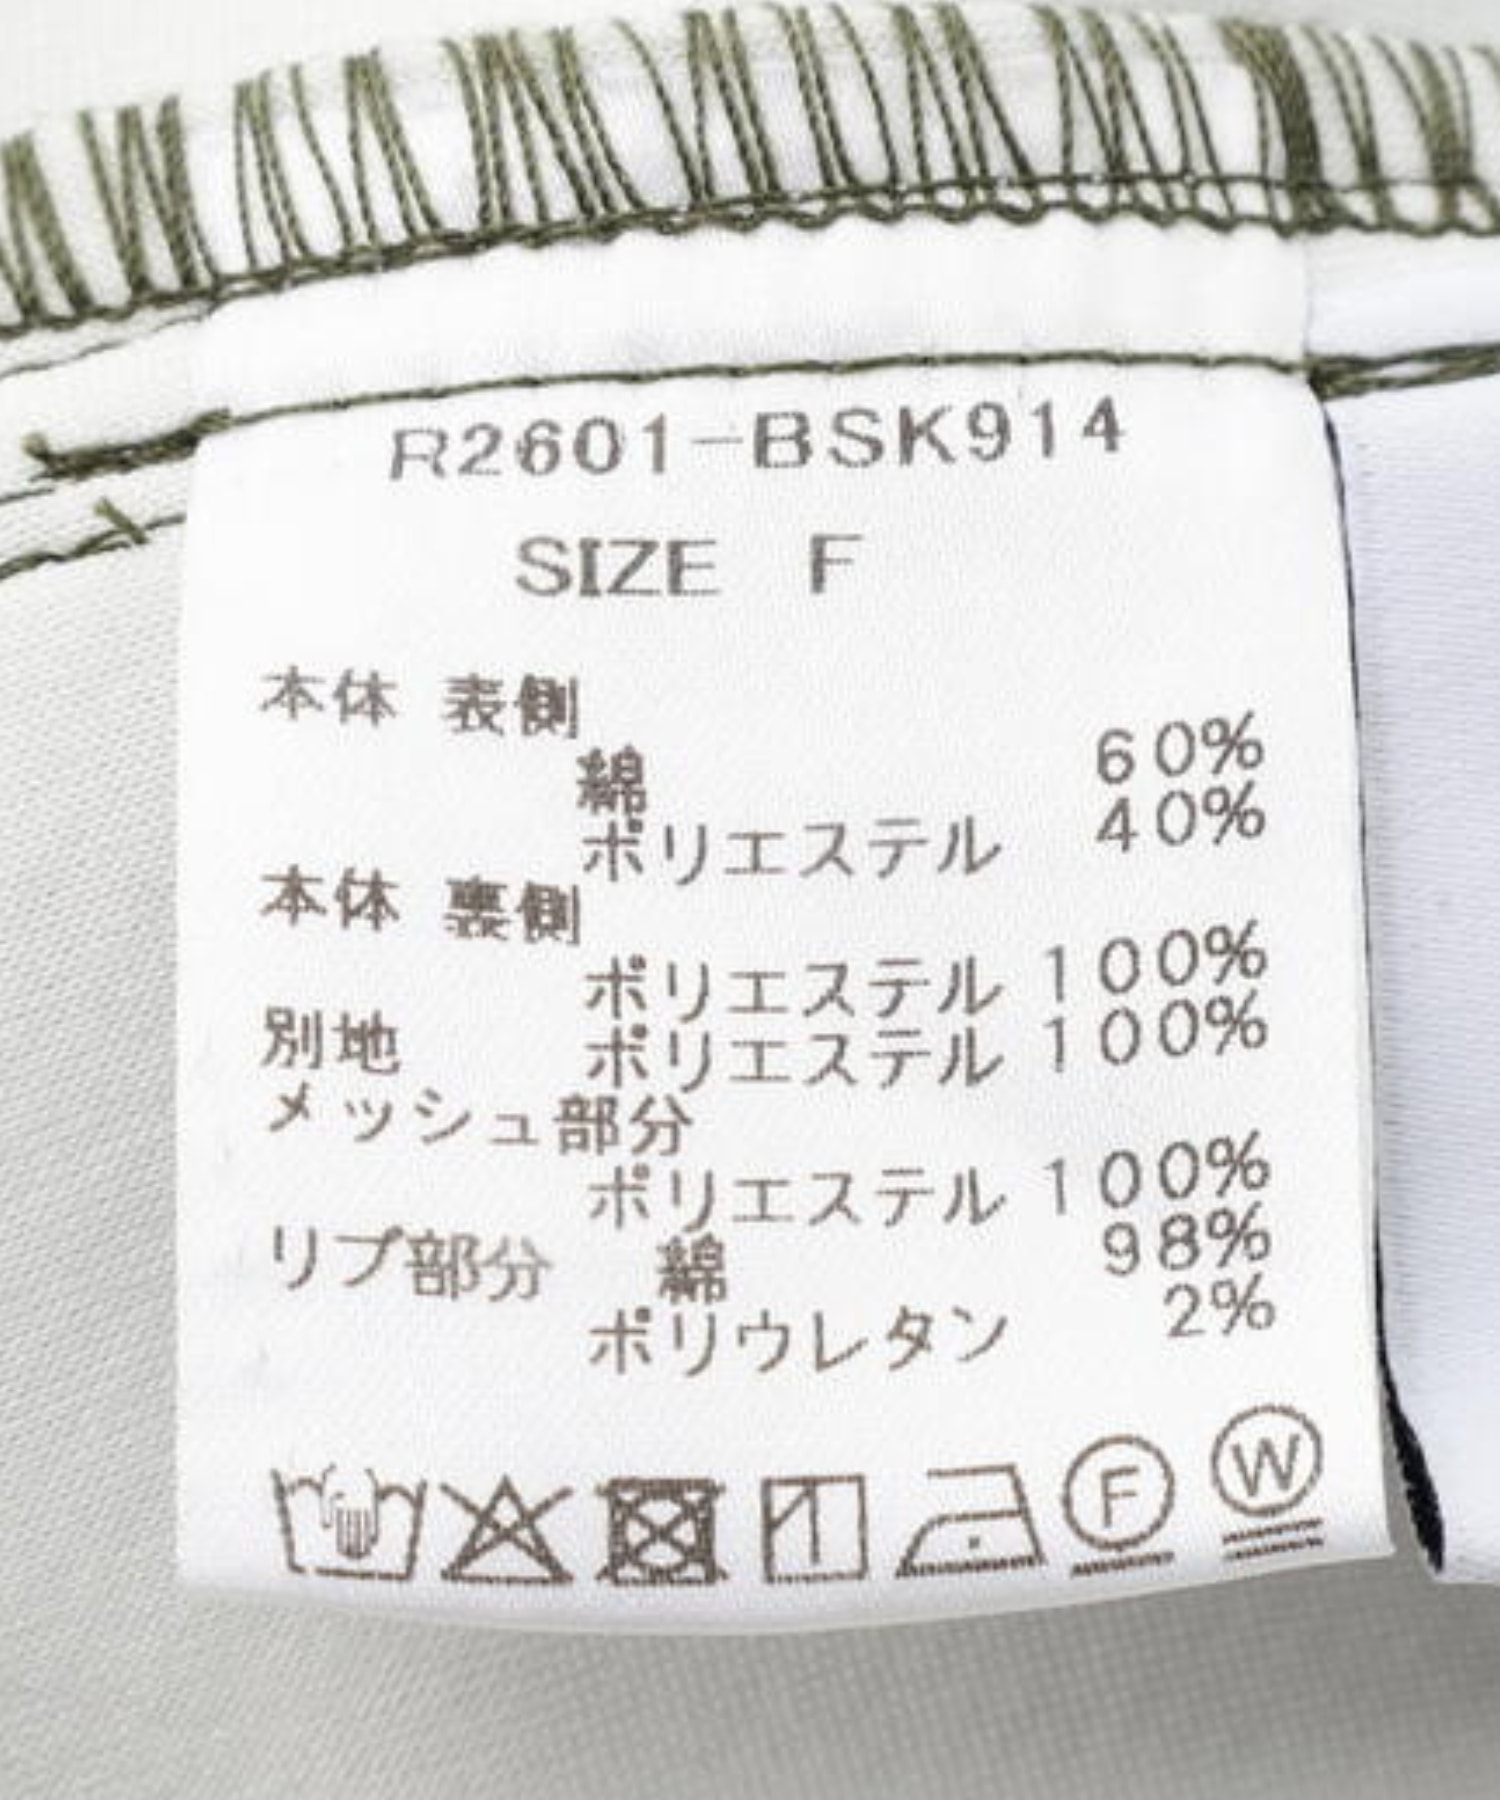 R2601-BSK914
SIZE F
本体 表側
綿 60%
ポリエステル 40%
本体 裏側
ポリエステル 100%
別地 ポリエステル 100%
メッシュ部分
ポリエステル 100%
リブ部分 綿 98%
ポリウレタン 2%
F W